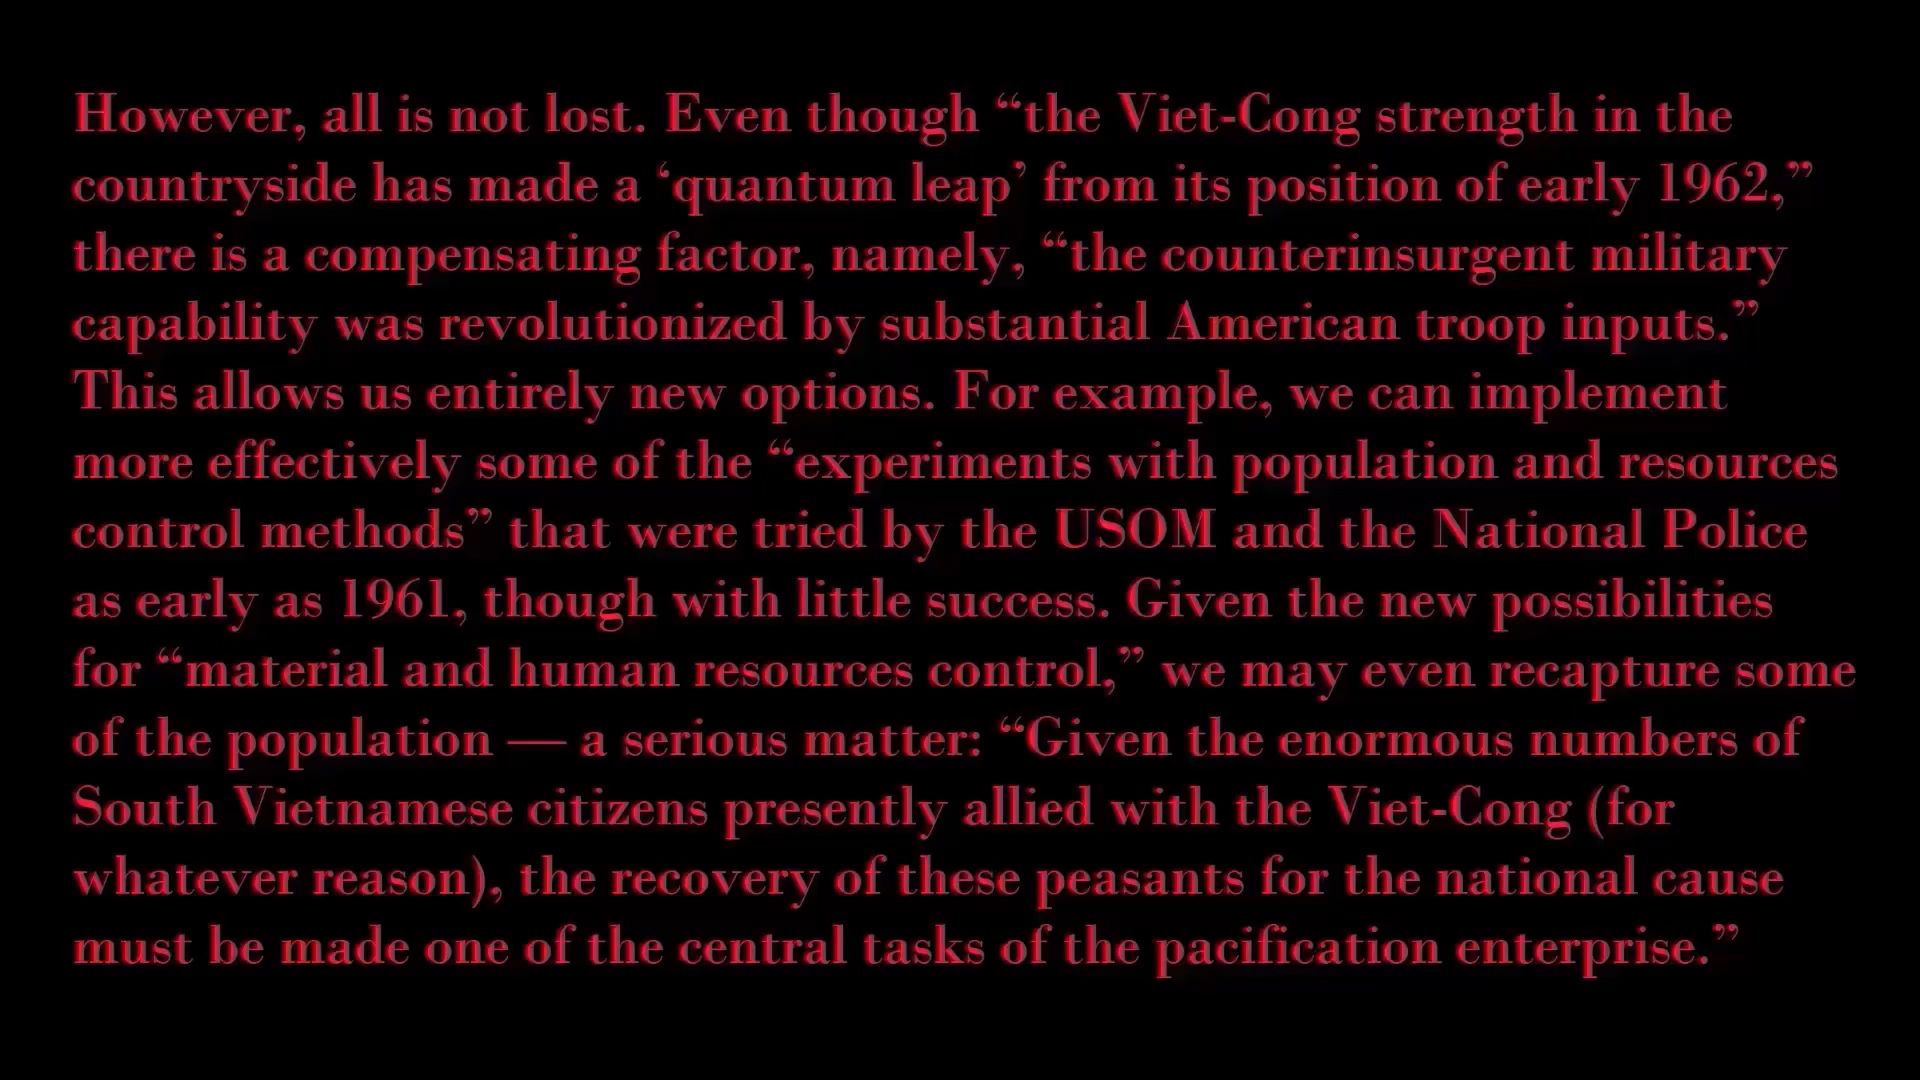 However, all is not lost. Even though “the Viet-Cong strength in the
countryside has made a ‘quantum leap’ from its position of early 1962,”
there is a compensating factor, namely, “the counterinsurgent military
capability was revolutionized by substantial American troop inputs.”
This allows us entirely new options. For example, we can implement
more effectively some of the “experiments with population and resources
control methods” that were tried by the USOM and the National Police
as early as 1961, though with little success. Given the new possibilities
for “material and human resources control,” we may even recapture some
of the population — a serious matter: “Given the enormous numbers of
South Vietnamese citizens presently allied with the Viet-Cong (for
whatever reason), the recovery of these peasants for the national cause
must be made one of the central tasks of the pacification enterprise.”